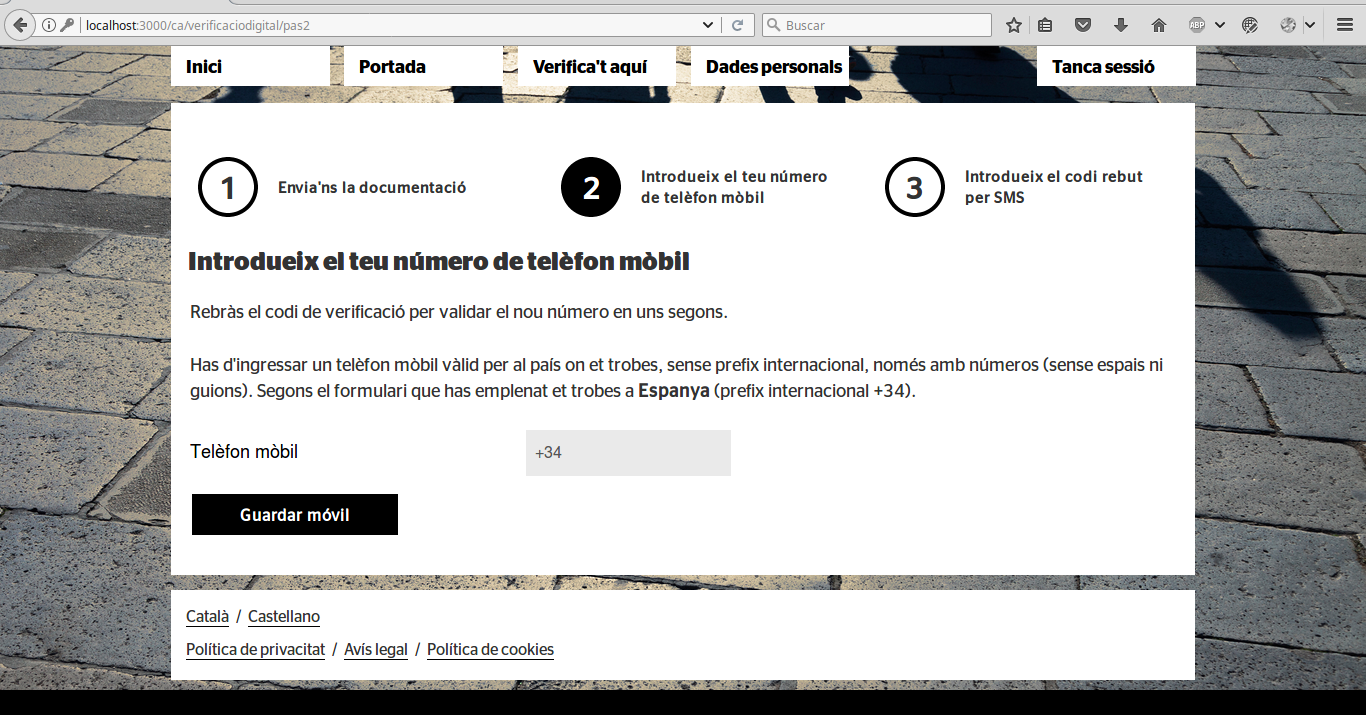 localhost:3000/ca/verificaciodigital/pas2
Buscar
ABP
Inici
Portada
Verifica't aquí
Dades personals
Tanca sessió
1
Envia'ns la documentació
2
Introdueix el teu número
de telèfon mòbil
3
Introdueix el codi rebut
per SMS
Introdueix el teu número de telèfon mòbil
Rebràs el codi de verificació per validar el nou número en uns segons.
Has d'ingressar un telèfon mòbil vàlid per al país on et trobes, sense prefix internacional, només amb números (sense espais ni
guions). Segons el formulari que has emplenat et trobes a Espanya (prefix internacional +34).
Telèfon mòbil
+34
Guardar móvil
Català / Castellano
Política de privacitat / Avís legal / Política de cookies